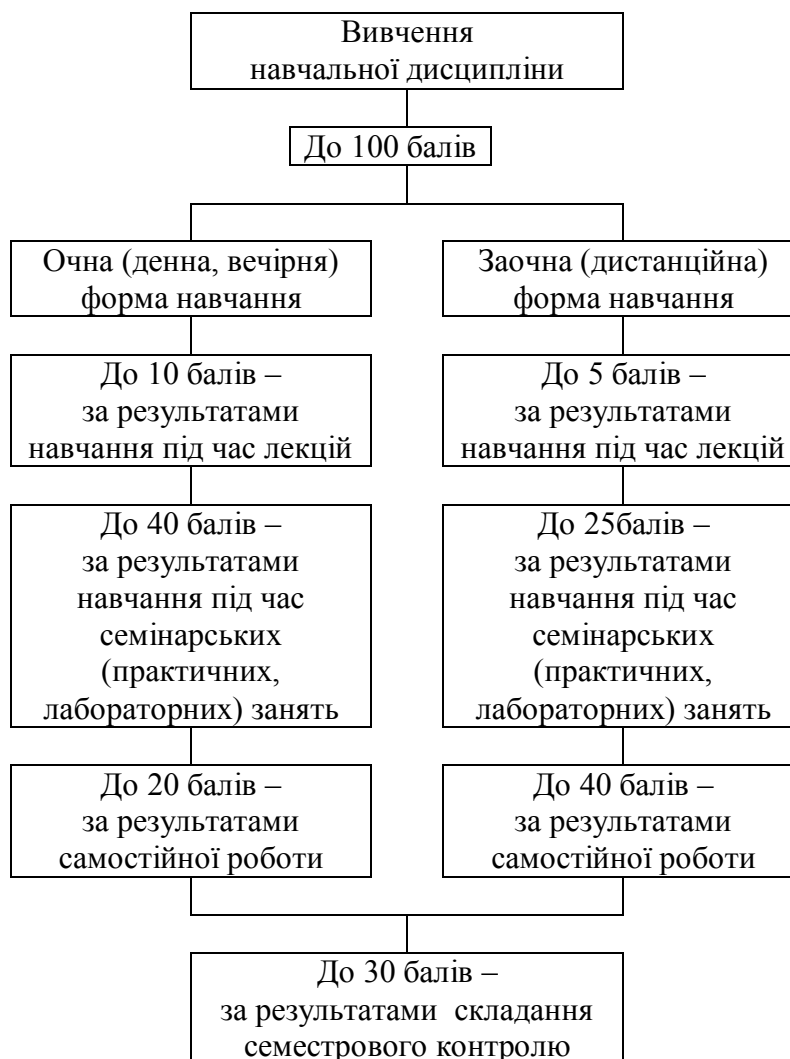 Вивчення
навчальної дисципліни
До 100 балів
Очна (денна, вечірня)
форма навчання
Заочна (дистанційна)
форма навчання
До 10 балів –
за результатами
навчання під час лекцій
До 5 балів –
за результатами
навчання під час лекцій
До 40 балів –
за результатами
навчання під час
семінарських
(практичних,
лабораторних) занять
До 25балів –
за результатами
навчання під час
семінарських
(практичних,
лабораторних) занять
До 20 балів –
за результатами
самостійної роботи
До 40 балів –
за результатами
самостійної роботи
До 30 балів –
за результатами складання
семестрового контролю